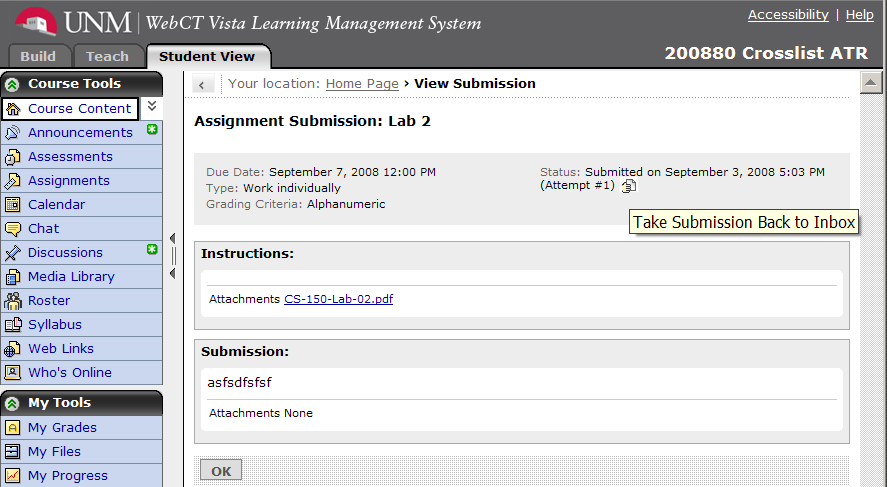 UNM | WebCT Vista Learning Management System
Accessibility | Help
Build
Teach
Student View
200880 Crosslist ATR
Course Tools
Course Content
Announcements
Assessments
Assignments
Calendar
Chat
Discussions
Media Library
Roster
Syllabus
Web Links
Who's Online
My Tools
My Grades
My Files
My Progress
Your location: Home Page › View Submission
Assignment Submission: Lab 2
Due Date: September 7, 2008 12:00 PM
Type: Work individually
Grading Criteria: Alphanumeric
Status: Submitted on September 3, 2008 5:03 PM
(Attempt #1)
Take Submission Back to Inbox
Instructions:
Attachments CS-150-Lab-02.pdf
Submission:
asfsdfsfsf
Attachments None
OK